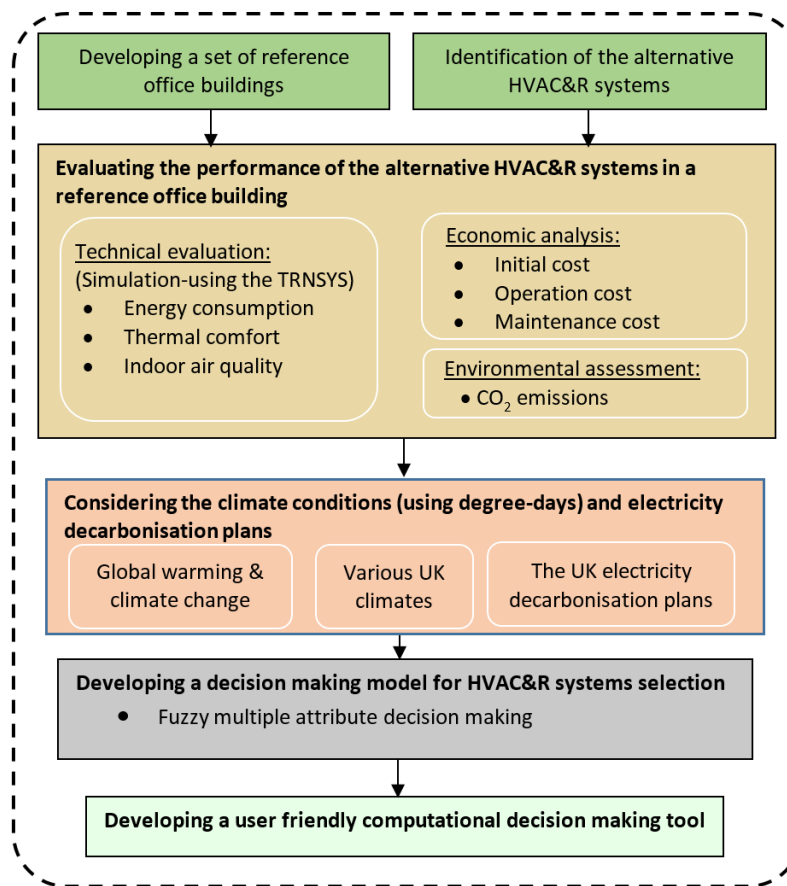 Developing a set of reference
office buildings
Identification of the alternative
HVAC&R systems
Evaluating the performance of the alternative HVAC&R systems in a
reference office building
Technical evaluation:
(Simulation-using the TRNSYS)
● Energy consumption
● Thermal comfort
● Indoor air quality
Economic analysis:
● Initial cost
● Operation cost
● Maintenance cost
Environmental assessment:
● CO₂ emissions
Considering the climate conditions (using degree-days) and electricity
decarbonisation plans
Global warming &
climate change
Various UK
climates
The UK electricity
decarbonisation plans
Developing a decision making model for HVAC&R systems selection
● Fuzzy multiple attribute decision making
Developing a user friendly computational decision making tool